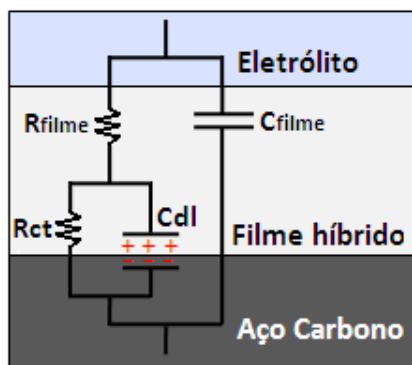 Eletrólito
Rfilme
Cfilme
Cdl
Rct
+ + +
- - -
Filme híbrido
Aço Carbono